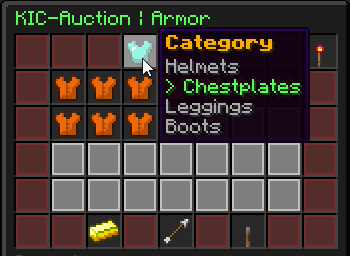 KIC-Auction | Armor
Category
Helmets
> Chestplates
Leggings
Boots